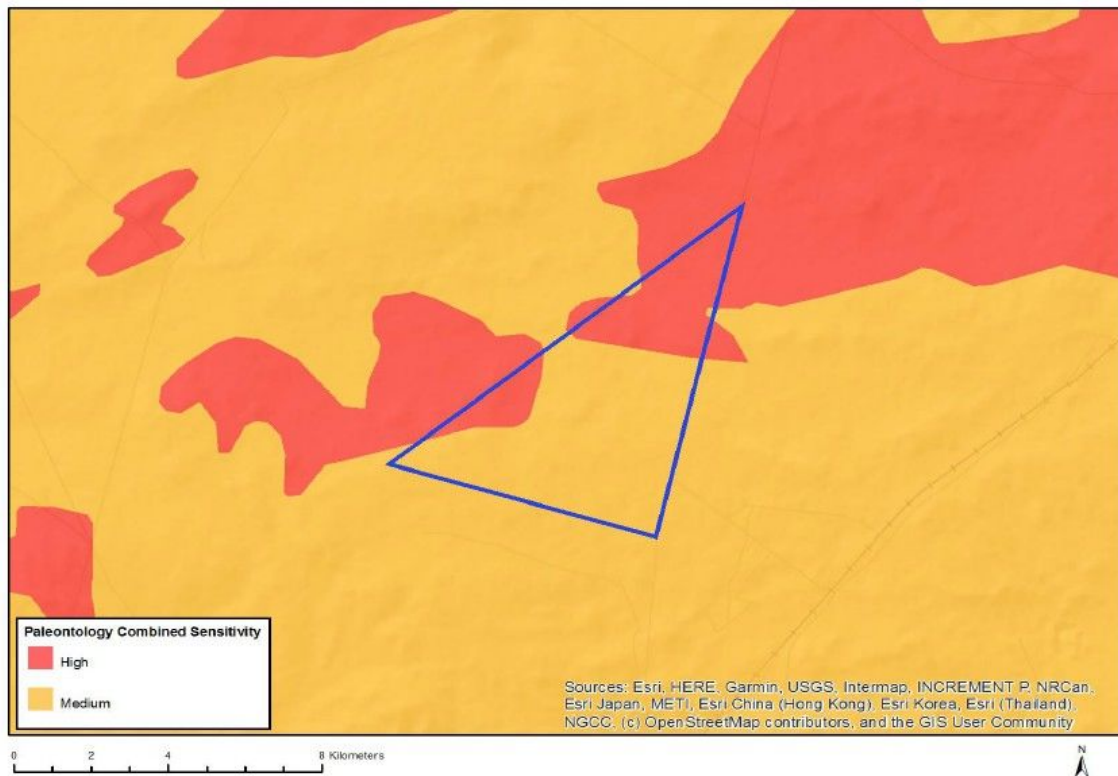 Paleontology Combined Sensitivity
High
Medium
Sources: Esri, HERE, Garmin, USGS, Intermap, INCREMENT P, NRCan,
Esri Japan, METI, Esri China (Hong Kong), Esri Korea, Esri (Thailand),
NGCC, (c) OpenStreetMap contributors, and the GIS User Community
0 2 4 8 Kilometers
N